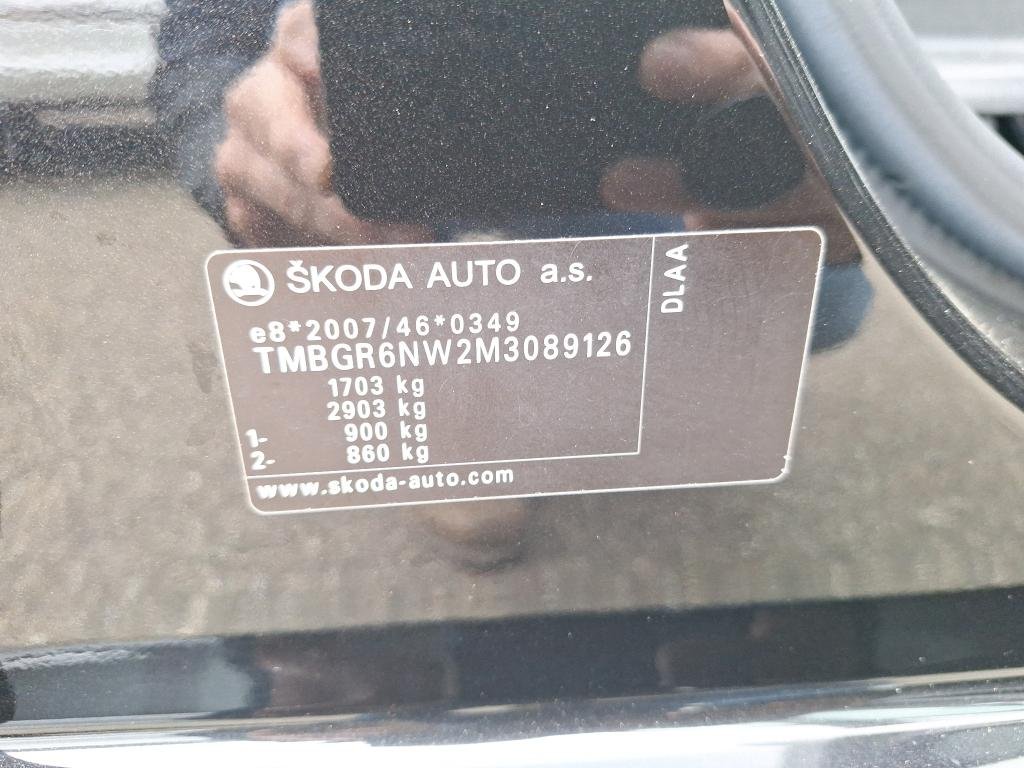 ŠKODA AUTO a.s.
DLAA
e8*2007/46*0349
TMBGR6NW2M3089126
1703 kg
2903 kg
1- 900 kg
2- 860 kg
www.skoda-auto.com